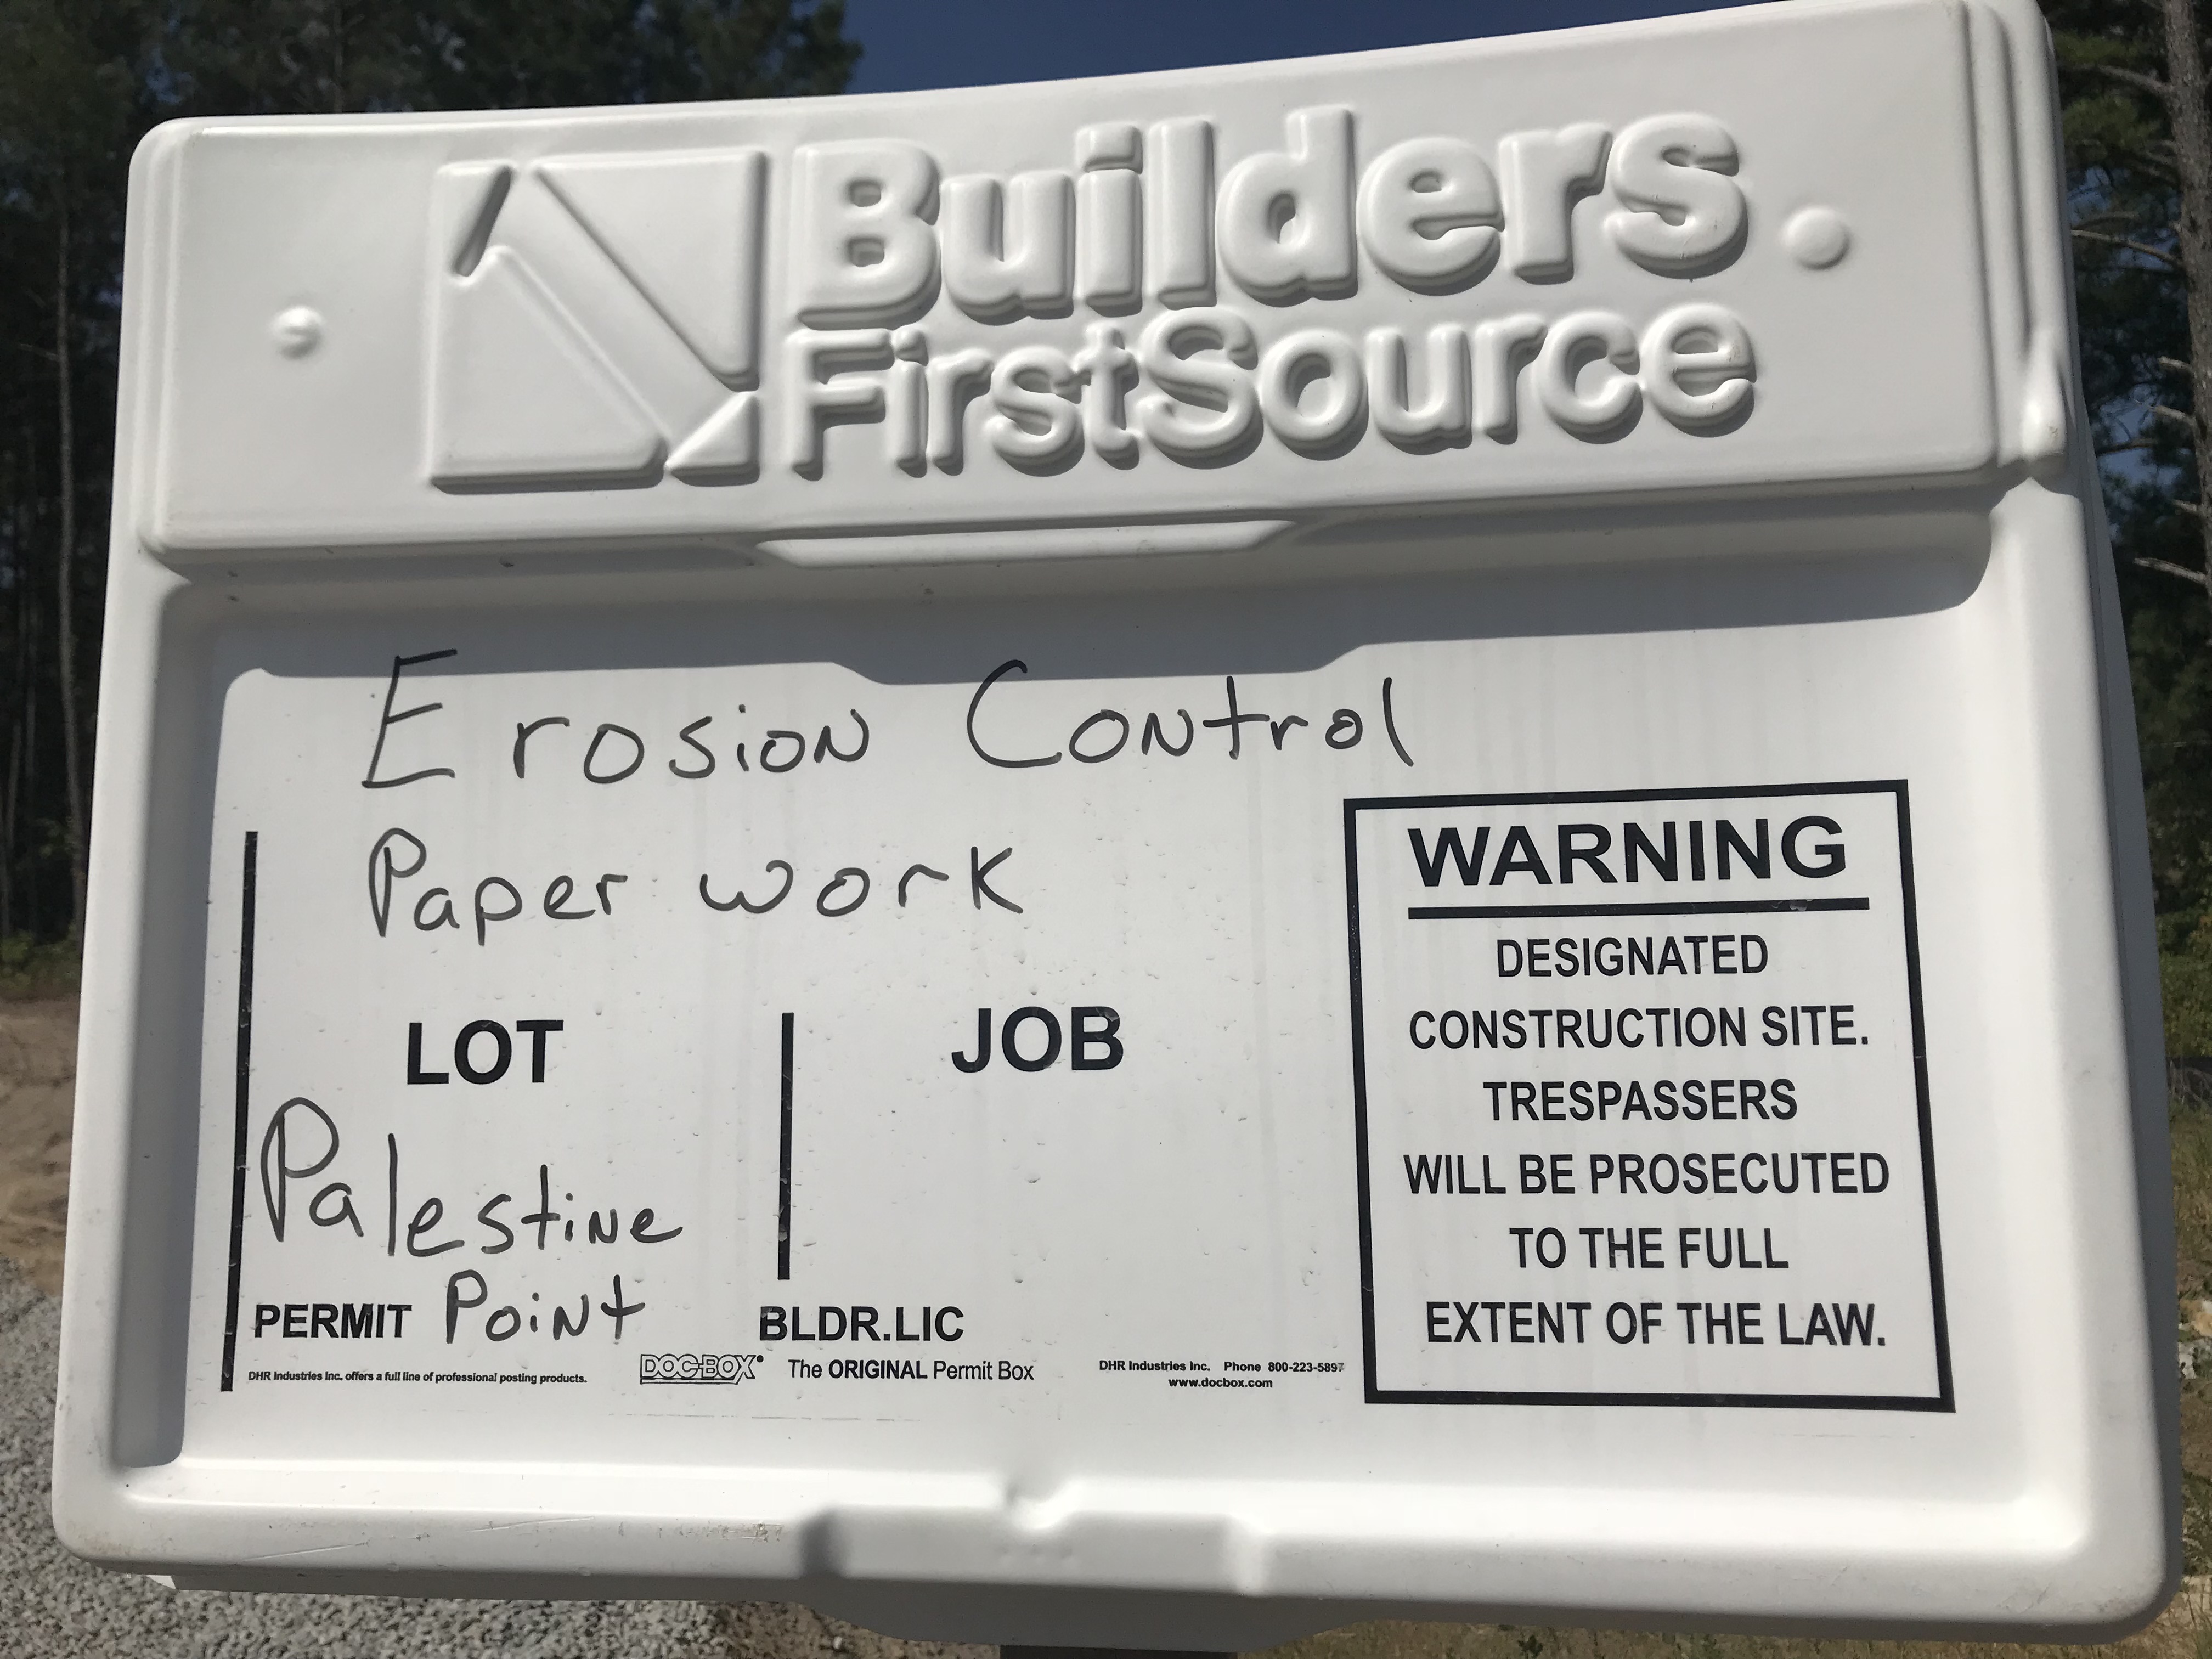 Builders
FirstSource
Erosion Control
Paper work
LOT
JOB
Palestine
Point
PERMIT
BLDR.LIC
DHR Industries Inc. offers a full line of professional posting products.
DOC-BOX® The ORIGINAL Permit Box
DHR Industries Inc. Phone 800-223-5897
www.docbox.com
WARNING
DESIGNATED
CONSTRUCTION SITE.
TRESPASSERS
WILL BE PROSECUTED
TO THE FULL
EXTENT OF THE LAW.